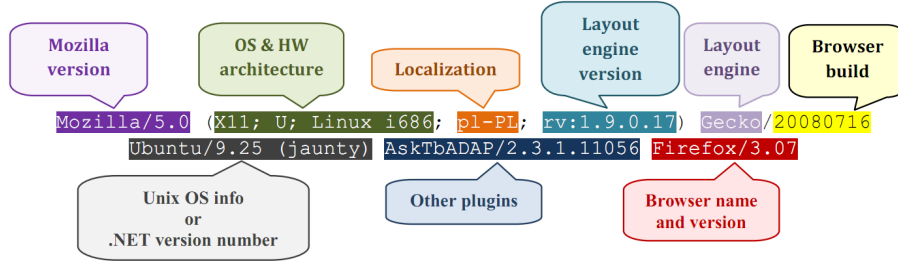 Mozilla
version
OS & HW
architecture
Localization
Layout
engine
version
Layout
engine
Browser
build
Mozilla/5.0 (X11; U; Linux i686; pl-PL; rv:1.9.0.17) Gecko/20080716
Ubuntu/9.25 (jaunty) AskTbADAP/2.3.1.11056 Firefox/3.07
Unix OS info
or
.NET version number
Other plugins
Browser name
and version